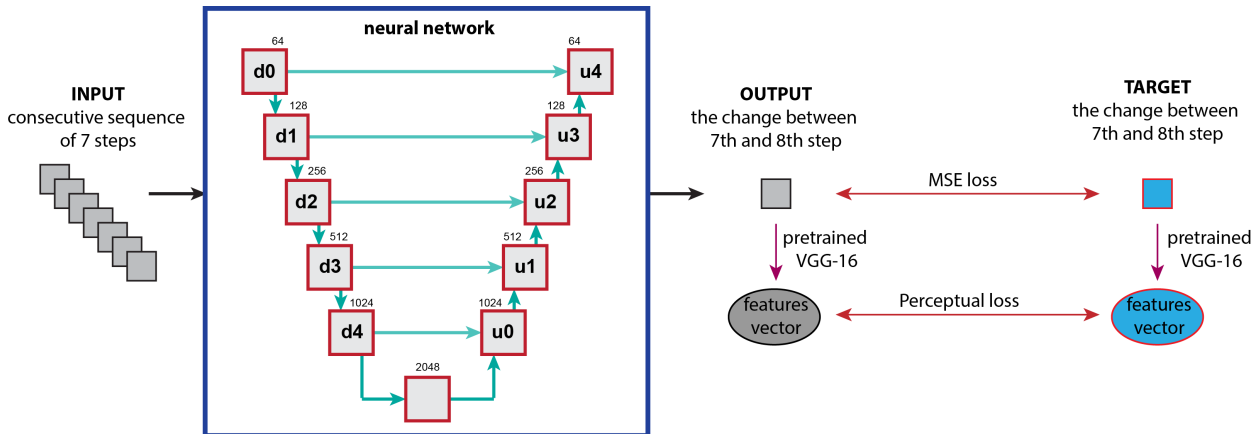 neural network
INPUT
consecutive sequence
of 7 steps
64
d0
128
d1
256
d2
512
d3
1024
d4
2048
1024
u0
512
u1
256
u2
128
u3
64
u4
OUTPUT
the change between
7th and 8th step
MSE loss
pretrained
VGG-16
features
vector
Perceptual loss
TARGET
the change between
7th and 8th step
pretrained
VGG-16
features
vector